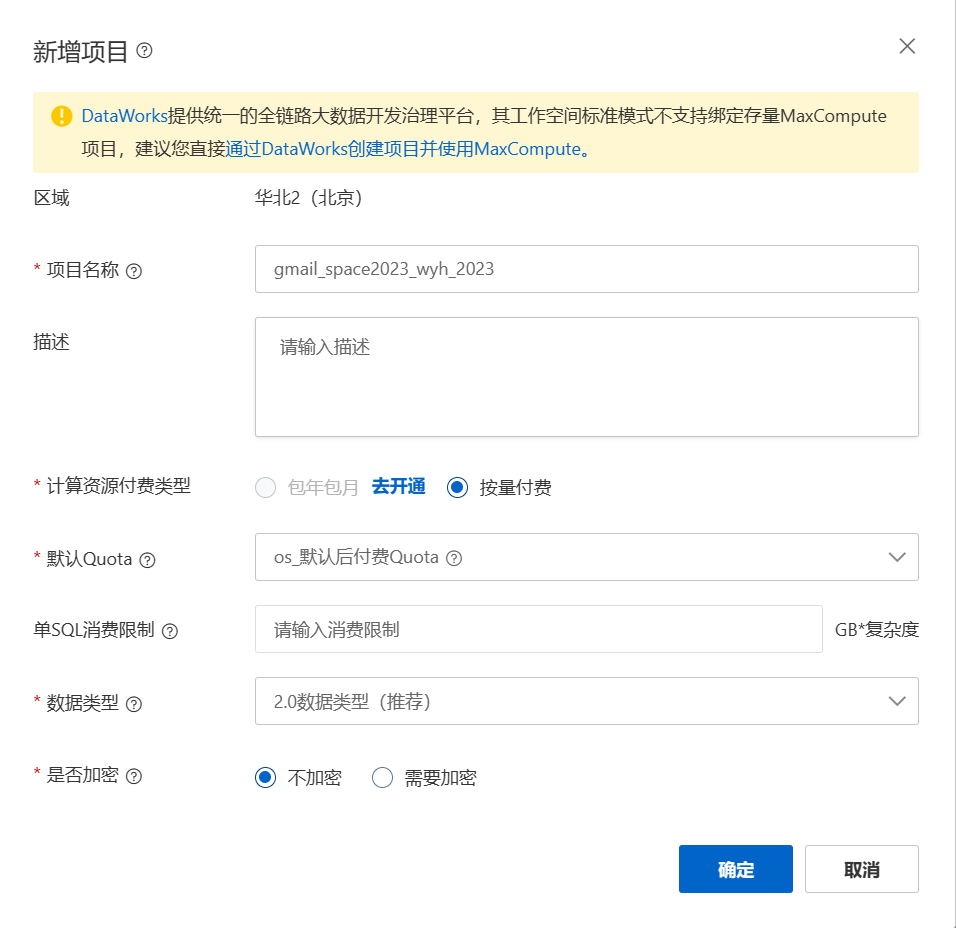 新增项目
DataWorks提供统一的全链路大数据开发治理平台，其工作空间标准模式不支持绑定存量MaxCompute
项目，建议您直接通过DataWorks创建项目并使用MaxCompute。
区域 华北2（北京）
* 项目名称 gmail_space2023_wyh_2023
描述 请输入描述
* 计算资源付费类型 包年包月 去开通 按量付费
* 默认Quota os_默认后付费Quota
单SQL消费限制 请输入消费限制 GB*复杂度
* 数据类型 2.0数据类型（推荐）
* 是否加密 不加密 需要加密
确定 取消